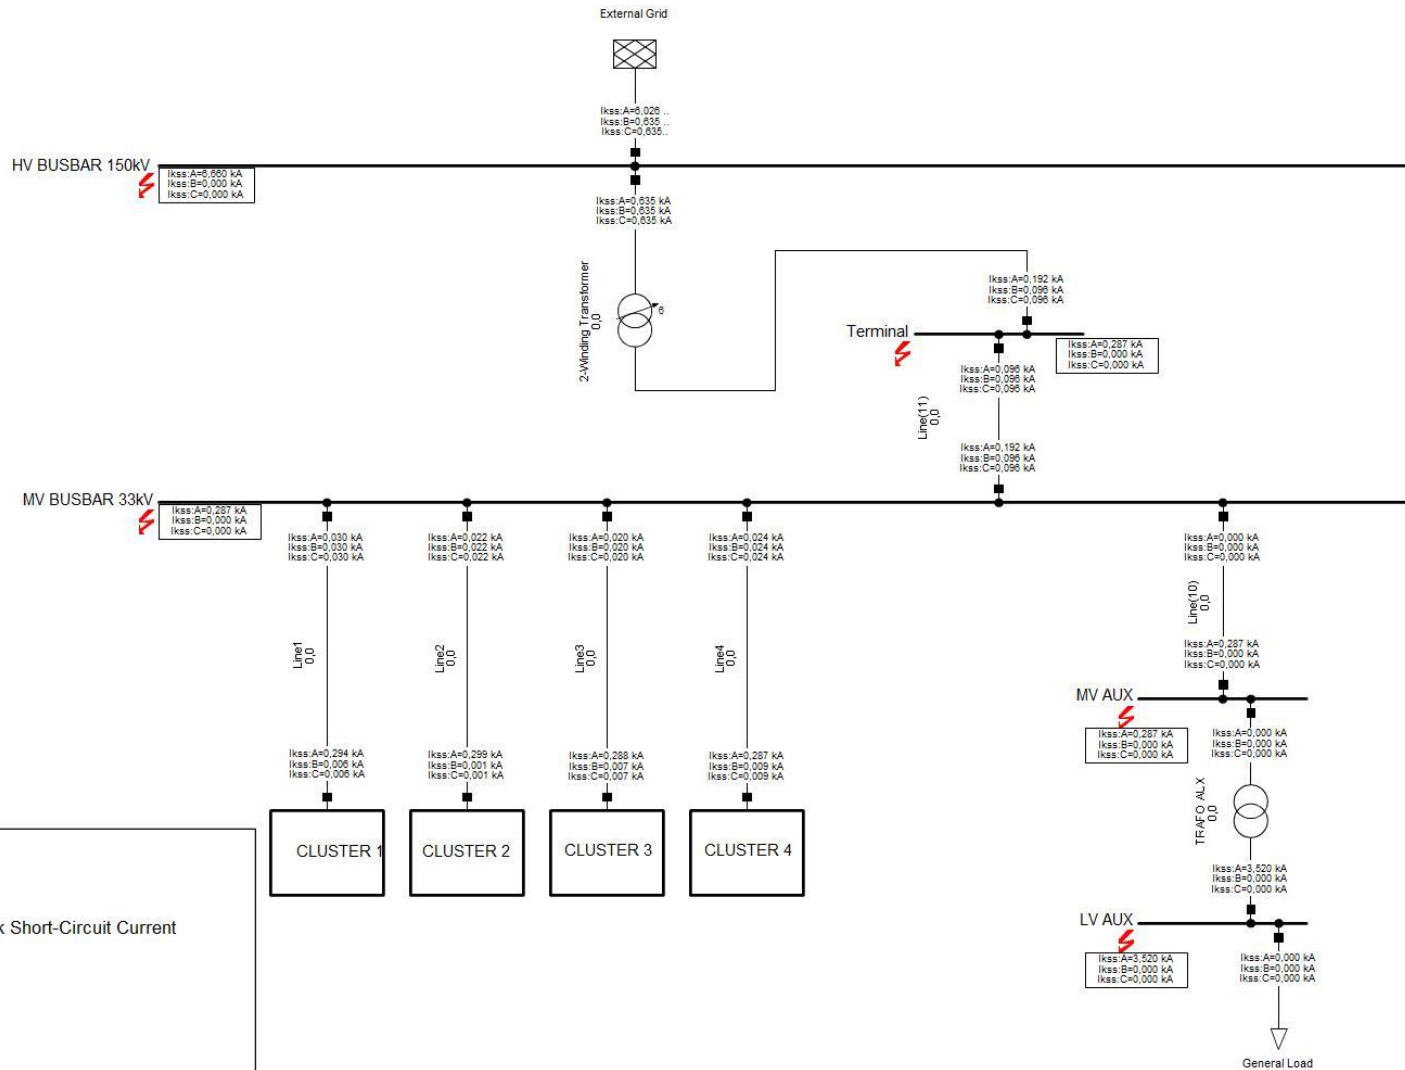 External Grid
Ikss:A=6,026 ..
Ikss:B=0,635 ..
Ikss:C=0,635..
HV BUSBAR 150kV
Ikss:A=6,660 kA
Ikss:B=0,000 kA
Ikss:C=0,000 kA
Ikss:A=0,635 kA
Ikss:B=0,635 kA
Ikss:C=0,635 kA
2-Winding Transformer
0,0
6
Ikss:A=0,192 kA
Ikss:B=0,096 kA
Ikss:C=0,096 kA
Terminal
Ikss:A=0,287 kA
Ikss:B=0,000 kA
Ikss:C=0,000 kA
Ikss:A=0,096 kA
Ikss:B=0,096 kA
Ikss:C=0,096 kA
Line(11)
0,0
Ikss:A=0,192 kA
Ikss:B=0,096 kA
Ikss:C=0,096 kA
MV BUSBAR 33kV
Ikss:A=0,287 kA
Ikss:B=0,000 kA
Ikss:C=0,000 kA
Ikss:A=0,030 kA
Ikss:B=0,030 kA
Ikss:C=0,030 kA
Ikss:A=0,022 kA
Ikss:B=0,022 kA
Ikss:C=0,022 kA
Ikss:A=0,020 kA
Ikss:B=0,020 kA
Ikss:C=0,020 kA
Ikss:A=0,024 kA
Ikss:B=0,024 kA
Ikss:C=0,024 kA
Ikss:A=0,000 kA
Ikss:B=0,000 kA
Ikss:C=0,000 kA
Line1
0,0
Line2
0,0
Line3
0,0
Line4
0,0
Line(10)
0,0
Ikss:A=0,287 kA
Ikss:B=0,000 kA
Ikss:C=0,000 kA
MV AUX
Ikss:A=0,287 kA
Ikss:B=0,000 kA
Ikss:C=0,000 kA
Ikss:A=0,000 kA
Ikss:B=0,000 kA
Ikss:C=0,000 kA
Ikss:A=0,294 kA
Ikss:B=0,006 kA
Ikss:C=0,006 kA
Ikss:A=0,299 kA
Ikss:B=0,001 kA
Ikss:C=0,001 kA
Ikss:A=0,288 kA
Ikss:B=0,007 kA
Ikss:C=0,007 kA
Ikss:A=0,287 kA
Ikss:B=0,009 kA
Ikss:C=0,009 kA
CLUSTER 1
CLUSTER 2
CLUSTER 3
CLUSTER 4
TRAFO
0,0
Ikss:A=3,520 kA
Ikss:B=0,000 kA
Ikss:C=0,000 kA
LV AUX
Ikss:A=3,520 kA
Ikss:B=0,000 kA
Ikss:C=0,000 kA
Ikss:A=0,000 kA
Ikss:B=0,000 kA
Ikss:C=0,000 kA
General Load
k Short-Circuit Current